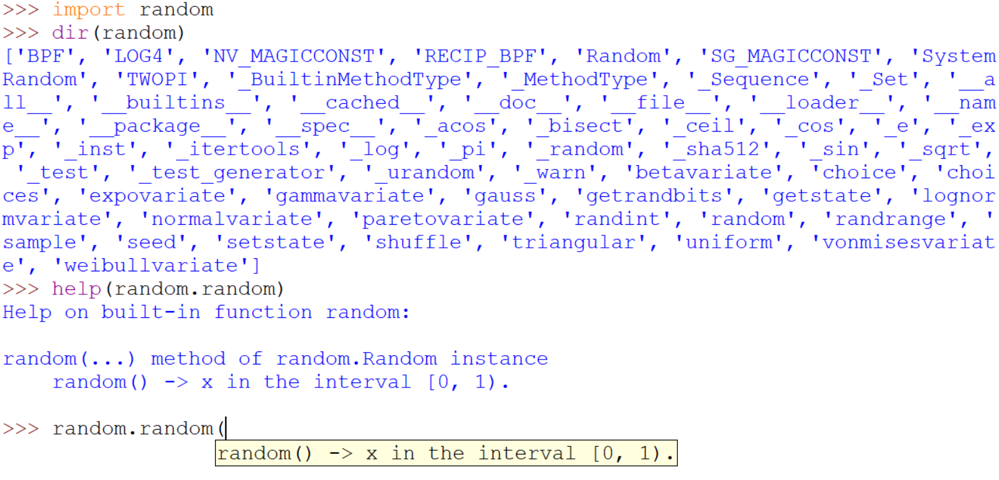 >>> import random
>>> dir(random)
['BPF', 'LOG4', 'NV_MAGICCONST', 'RECIP_BPF', 'Random', 'SG_MAGICCONST', 'System
Random', 'TWOPI', '_BuiltinMethodType', '_MethodType', '_Sequence', '_Set', '__a
ll__', '__builtins__', '__cached__', '__doc__', '__file__', '__loader__', '__nam
e__', '__package__', '__spec__', '_acos', '_bisect', '_ceil', '_cos', '_e', '_ex
p', '_inst', '_itertools', '_log', '_pi', '_random', '_sha512', '_sin', '_sqrt',
 '_test', '_test_generator', '_urandom', '_warn', 'betavariate', 'choice', 'choi
ces', 'expovariate', 'gammavariate', 'gauss', 'getrandbits', 'getstate', 'lognor
mvariate', 'normalvariate', 'paretovariate', 'randint', 'random', 'randrange', '
sample', 'seed', 'setstate', 'shuffle', 'triangular', 'uniform', 'vonmisesvariat
e', 'weibullvariate']
>>> help(random.random)
Help on built-in function random:

random(...) method of random.Random instance
    random() -> x in the interval [0, 1).

>>> random.random(
random() -> x in the interval [0, 1).